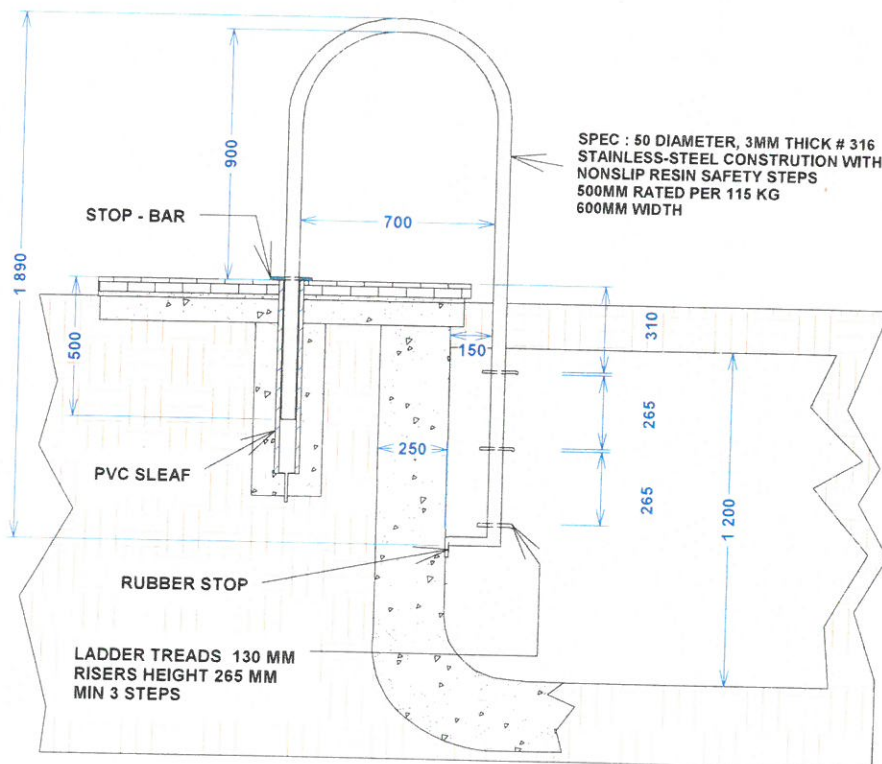 SPEC : 50 DIAMETER, 3MM THICK # 316
STAINLESS-STEEL CONSTRUTION WITH
NONSLIP RESIN SAFETY STEPS
500MM RATED PER 115 KG
600MM WIDTH
900
STOP - BAR
700
1 890
310
500
150
265
250
PVC SLEAF
265
1 200
RUBBER STOP
LADDER TREADS 130 MM
RISERS HEIGHT 265 MM
MIN 3 STEPS